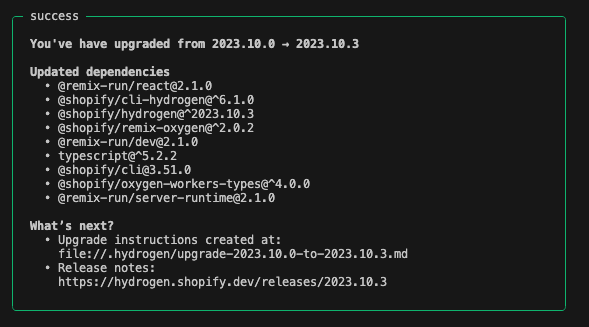 success
You've have upgraded from 2023.10.0 → 2023.10.3
Updated dependencies
• @remix-run/react@2.1.0
• @shopify/cli-hydrogen@^6.1.0
• @shopify/hydrogen@^2023.10.3
• @shopify/remix-oxygen@^2.0.2
• @remix-run/dev@2.1.0
• typescript@^5.2.2
• @shopify/cli@3.51.0
• @shopify/oxygen-workers-types@^4.0.0
• @remix-run/server-runtime@2.1.0
What’s next?
• Upgrade instructions created at:
file://.hydrogen/upgrade-2023.10.0-to-2023.10.3.md
• Release notes:
https://hydrogen.shopify.dev/releases/2023.10.3